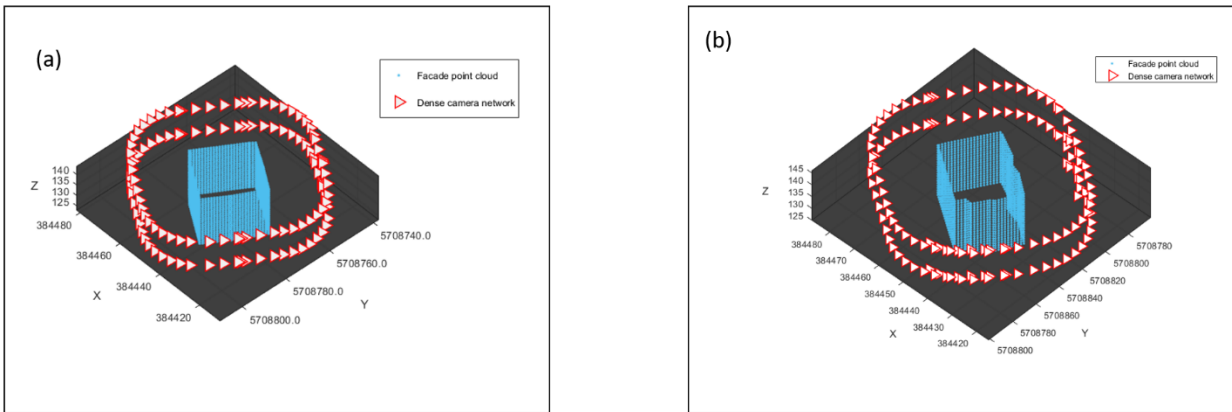 (a)
Facade point cloud
Dense camera network
Z
140
135
130
125
384480
384460
384440
384420
X
5708740.0
5708760.0
5708780.0
5708800.0
Y
(b)
Facade point cloud
Dense camera network
Z
145
140
135
130
125
384480
384470
384460
384450
384440
384430
384420
X
5708780
5708800
5708820
5708840
5708860
5708780
5708800
Y